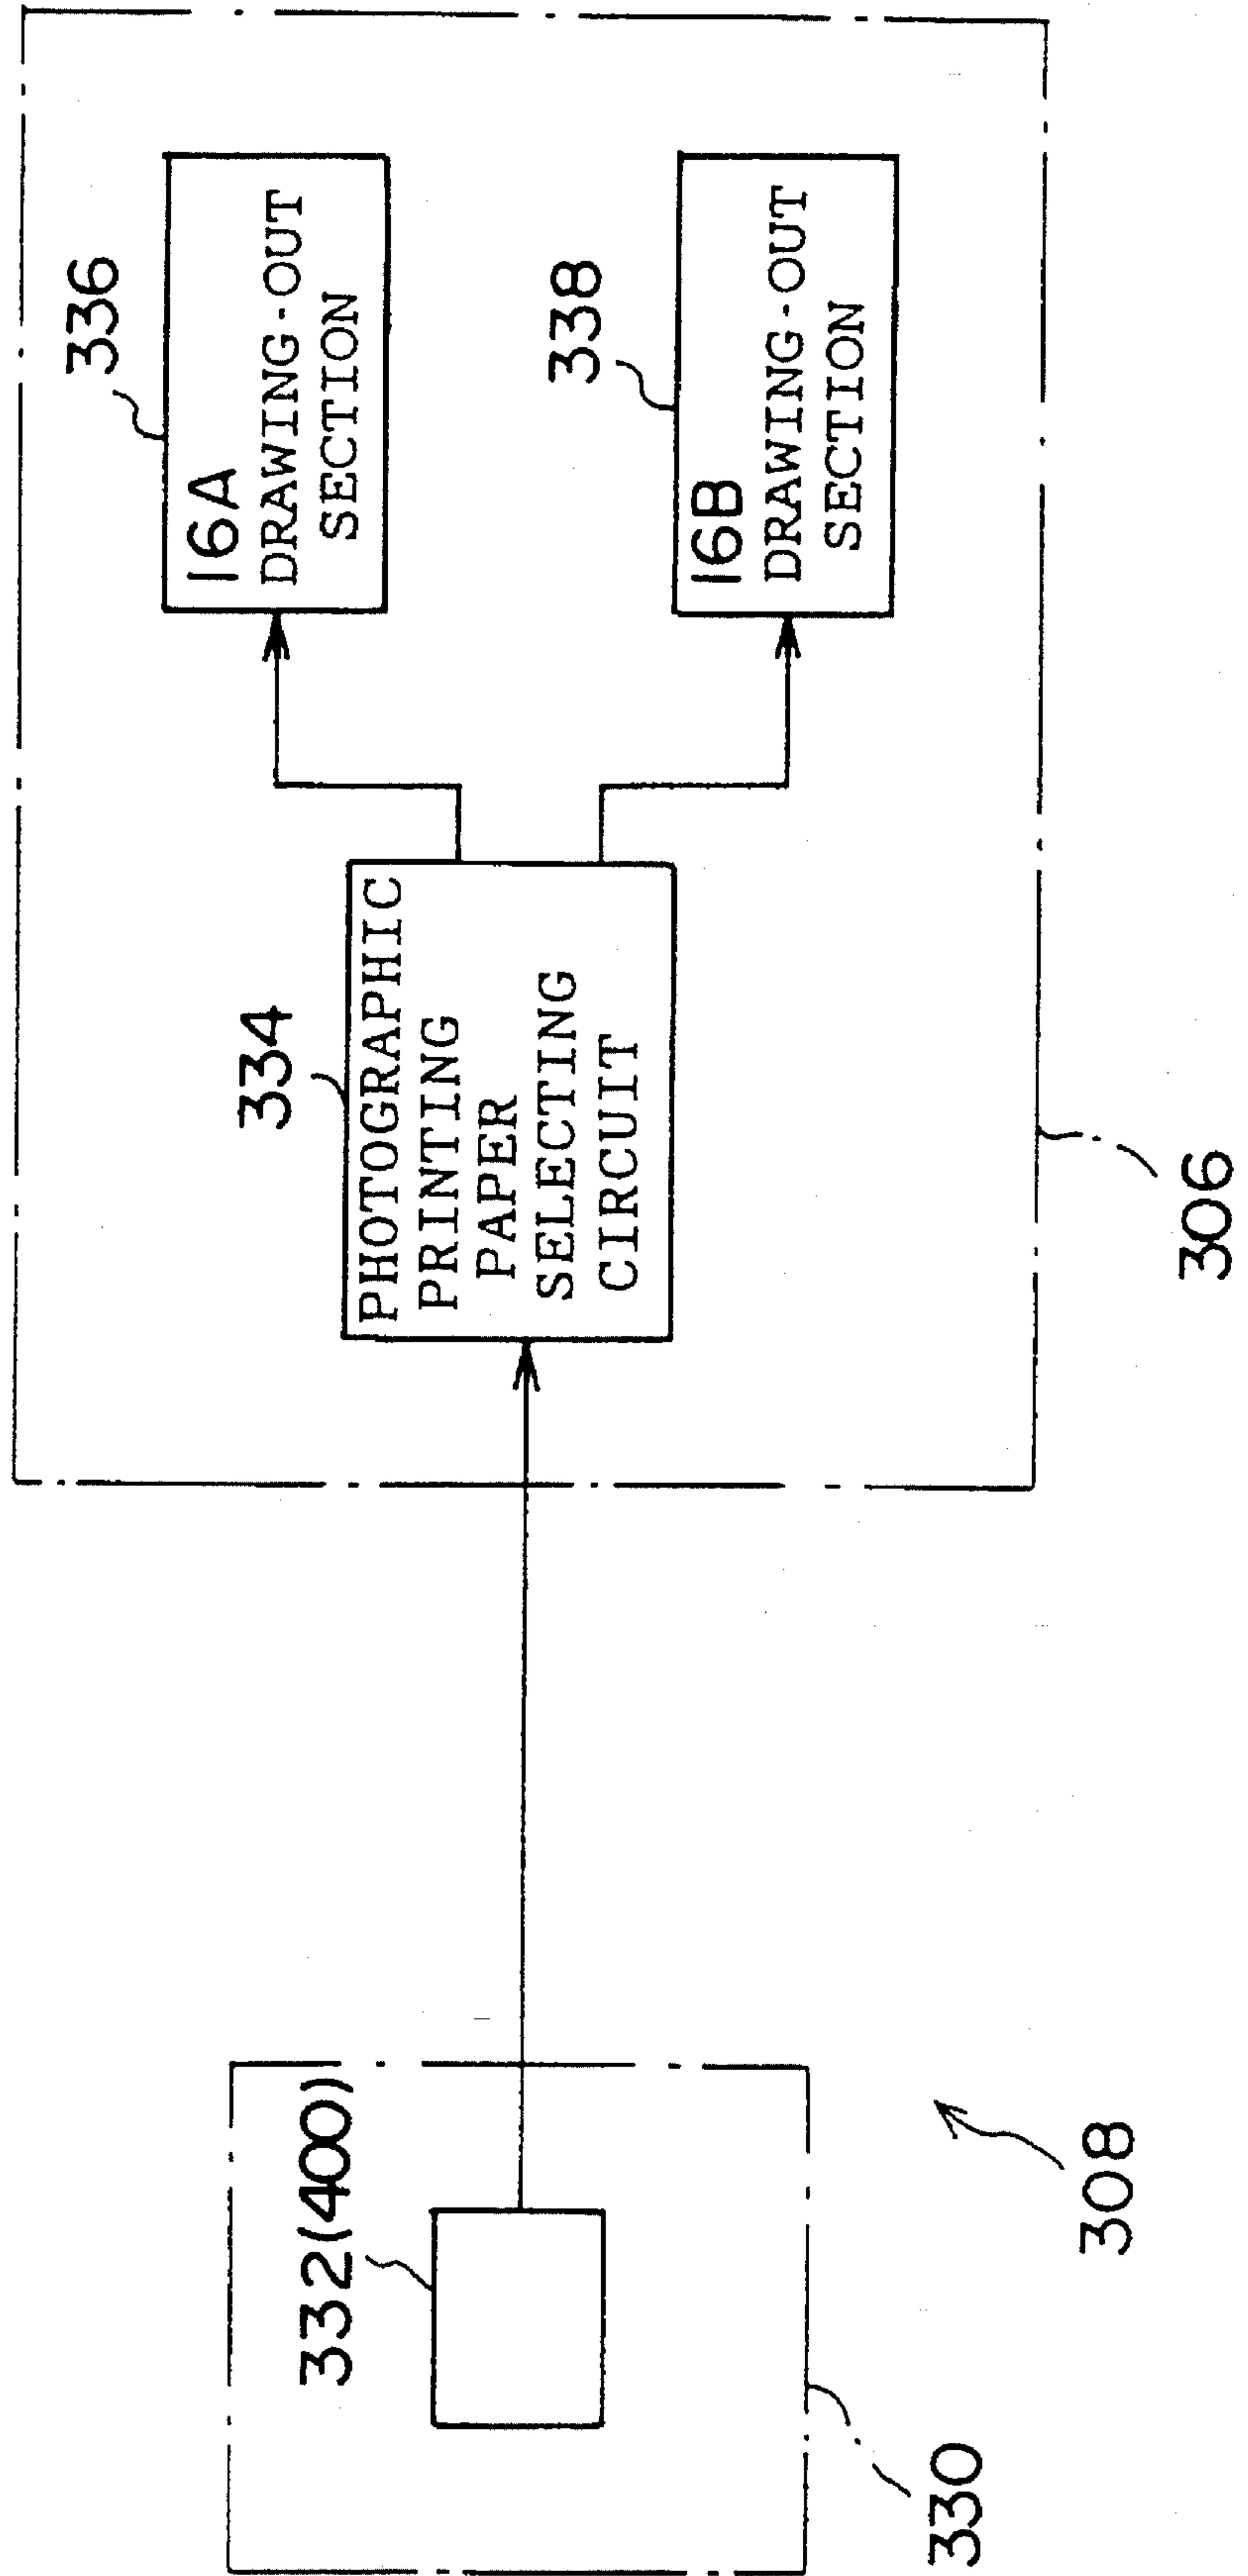 332(400)
330
308
334
PHOTOGRAPHIC
PRINTING
PAPER
SELECTING
CIRCUIT
336
16A
DRAWING-OUT
SECTION
338
16B
DRAWING-OUT
SECTION
306